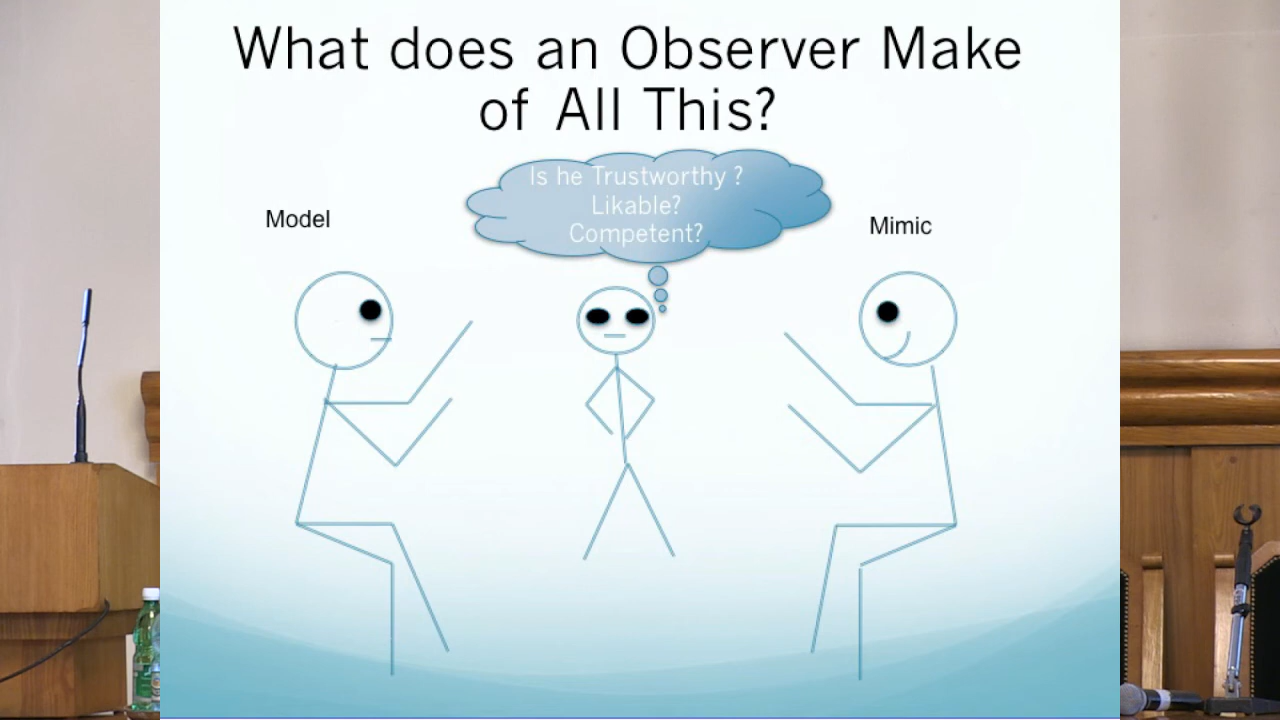 What does an Observer Make
of All This?
Is he Trustworthy ?
Likable?
Competent?
Model
Mimic